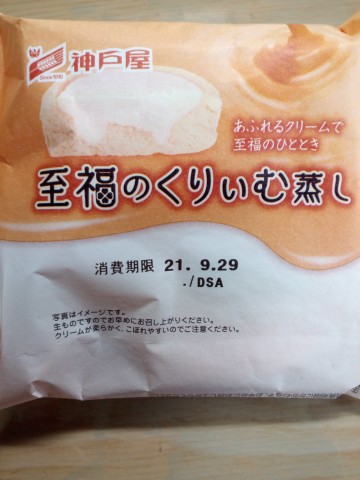 神戸屋
Since 1918
あふれるクリームで
至福のひととき
至福のくりぃむ蒸し
消費期限 21. 9.29
./DSA
写真はイメージです。
生ものですのでお早めにお召し上がりください。
クリームが柔らかく、こぼれやすいのでご注意ください。